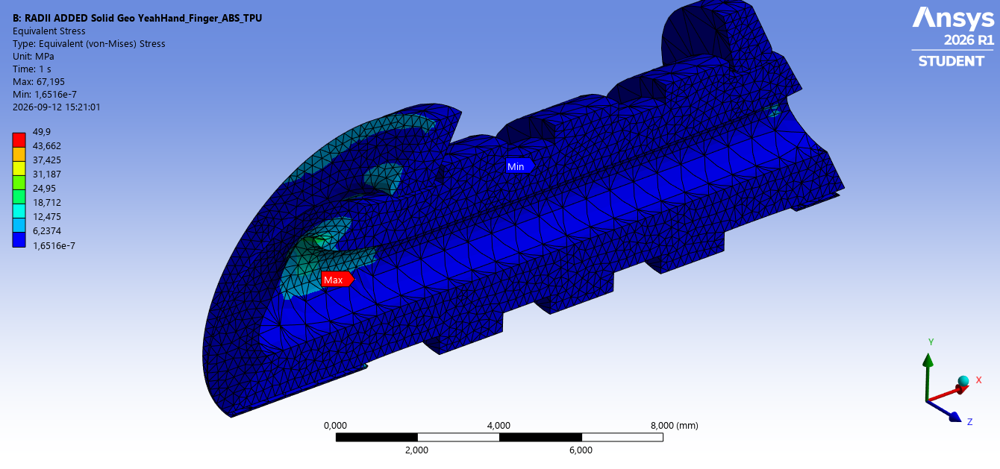 B: RADII ADDED Solid Geo YeahHand_Finger_ABS_TPU
Equivalent Stress
Type: Equivalent (von-Mises) Stress
Unit: MPa
Time: 1 s
Max: 67,195
Min: 1,6516e-7
2026-09-12 15:21:01
49,9
43,662
37,425
31,187
24,95
18,712
12,475
6,2374
1,6516e-7
Ansys
2026 R1
STUDENT
Min
Max
Y
X
Z
0,000 4,000 8,000 (mm)
2,000 6,000